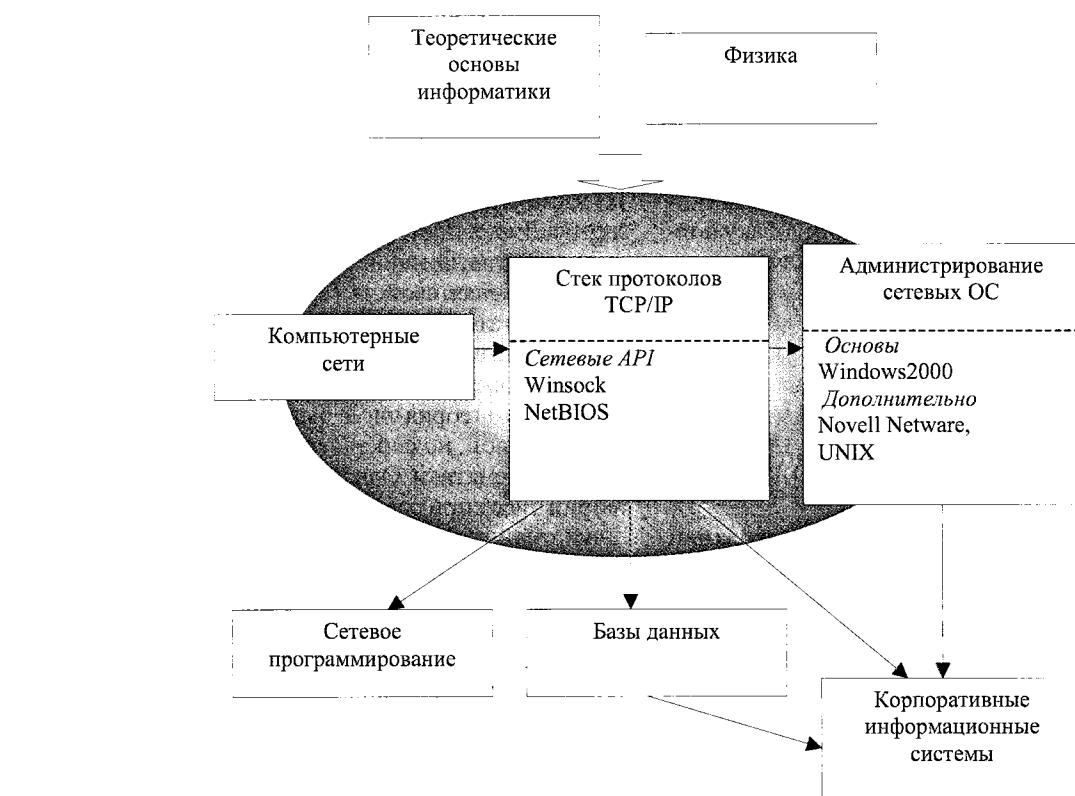 Теоретические
основы
информатики
Физика
Компьютерные
сети
Стек протоколов
TCP/IP
Сетевые API
Winsock
NetBIOS
Администрирование
сетевых ОС
Основы
Windows2000
Дополнительно
Novell Netware,
UNIX
Сетевое
программирование
Базы данных
Корпоративные
информационные
системы